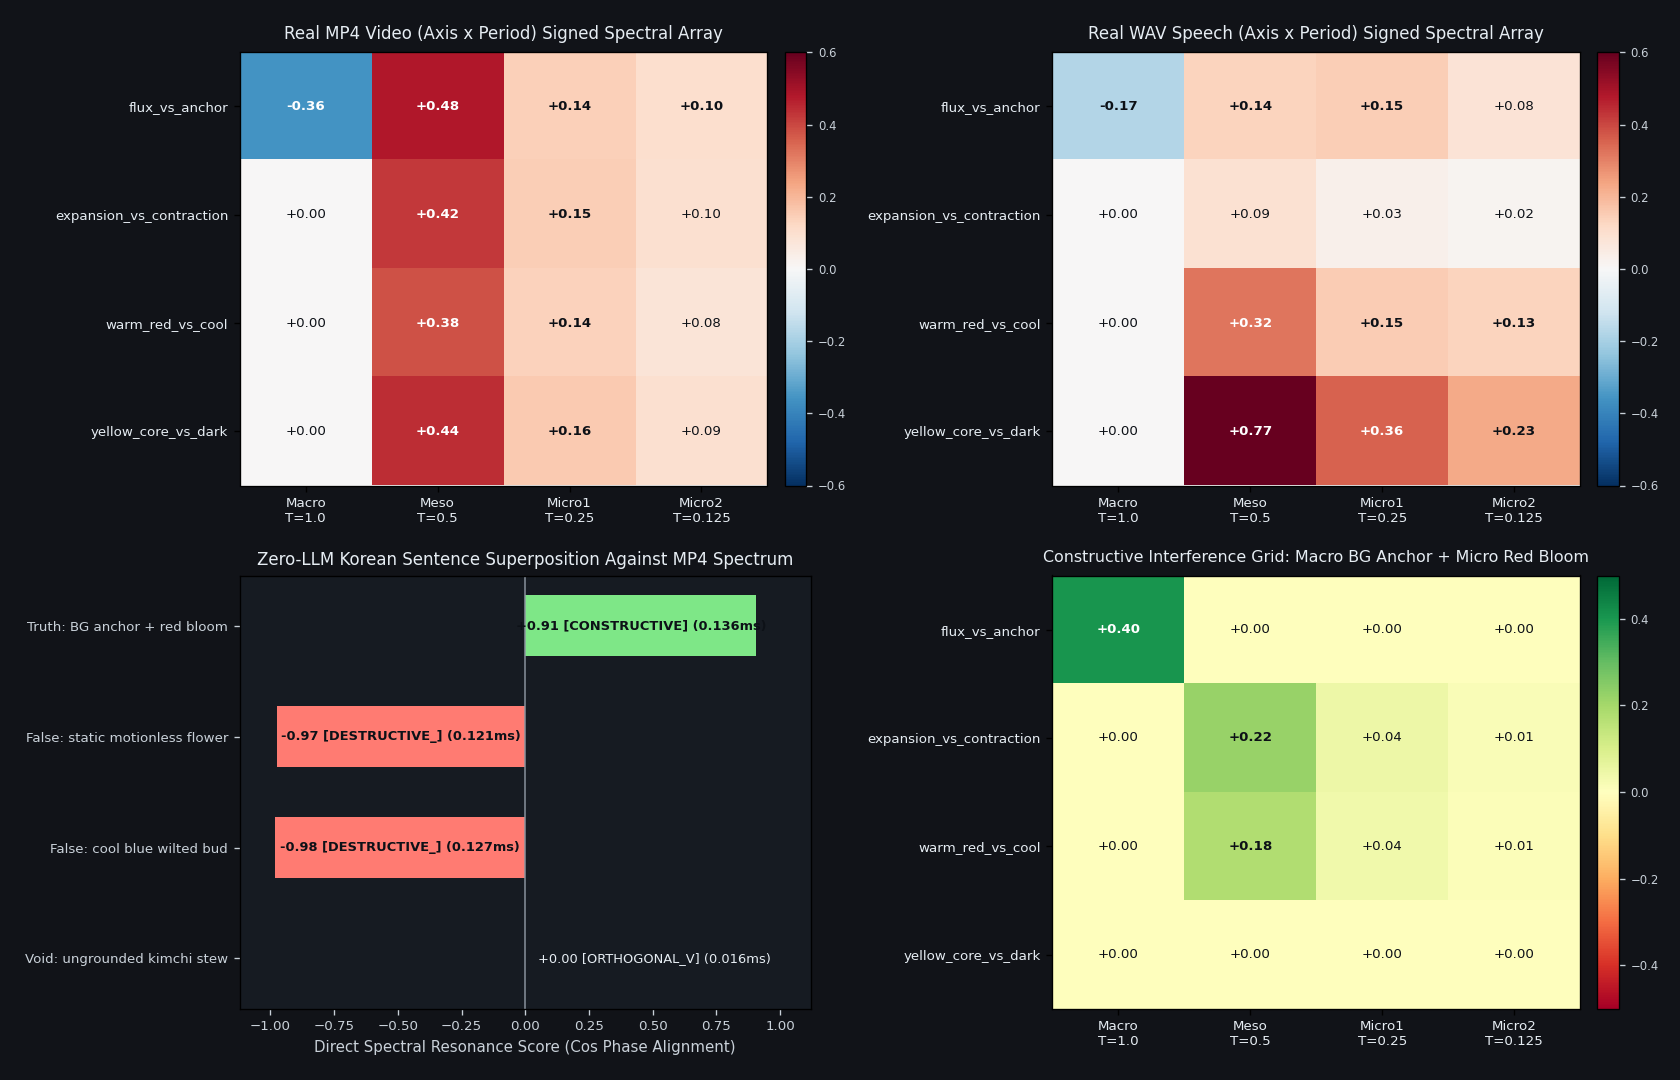 Real MP4 Video (Axis x Period) Signed Spectral Array
flux_vs_anchor
-0.36 +0.48 +0.14 +0.10
expansion_vs_contraction
+0.00 +0.42 +0.15 +0.10
warm_red_vs_cool
+0.00 +0.38 +0.14 +0.08
yellow_core_vs_dark
+0.00 +0.44 +0.16 +0.09
Macro Meso Micro1 Micro2
T=1.0 T=0.5 T=0.25 T=0.125
0.6
0.4
0.2
0.0
−0.2
−0.4
−0.6
Real WAV Speech (Axis x Period) Signed Spectral Array
flux_vs_anchor
-0.17 +0.14 +0.15 +0.08
expansion_vs_contraction
+0.00 +0.09 +0.03 +0.02
warm_red_vs_cool
+0.00 +0.32 +0.15 +0.13
yellow_core_vs_dark
+0.00 +0.77 +0.36 +0.23
Macro Meso Micro1 Micro2
T=1.0 T=0.5 T=0.25 T=0.125
0.6
0.4
0.2
0.0
−0.2
−0.4
−0.6
Zero-LLM Korean Sentence Superposition Against MP4 Spectrum
Truth: BG anchor + red bloom
+0.91 [CONSTRUCTIVE] (0.136ms)
False: static motionless flower
-0.97 [DESTRUCTIVE_] (0.121ms)
False: cool blue wilted bud
-0.98 [DESTRUCTIVE_] (0.127ms)
Void: ungrounded kimchi stew
+0.00 [ORTHOGONAL_V] (0.016ms)
−1.00 −0.75 −0.50 −0.25 0.00 0.25 0.50 0.75 1.00
Direct Spectral Resonance Score (Cos Phase Alignment)
Constructive Interference Grid: Macro BG Anchor + Micro Red Bloom
flux_vs_anchor
+0.40 +0.00 +0.00 +0.00
expansion_vs_contraction
+0.00 +0.22 +0.04 +0.01
warm_red_vs_cool
+0.00 +0.18 +0.04 +0.01
yellow_core_vs_dark
+0.00 +0.00 +0.00 +0.00
Macro Meso Micro1 Micro2
T=1.0 T=0.5 T=0.25 T=0.125
0.4
0.2
0.0
−0.2
−0.4